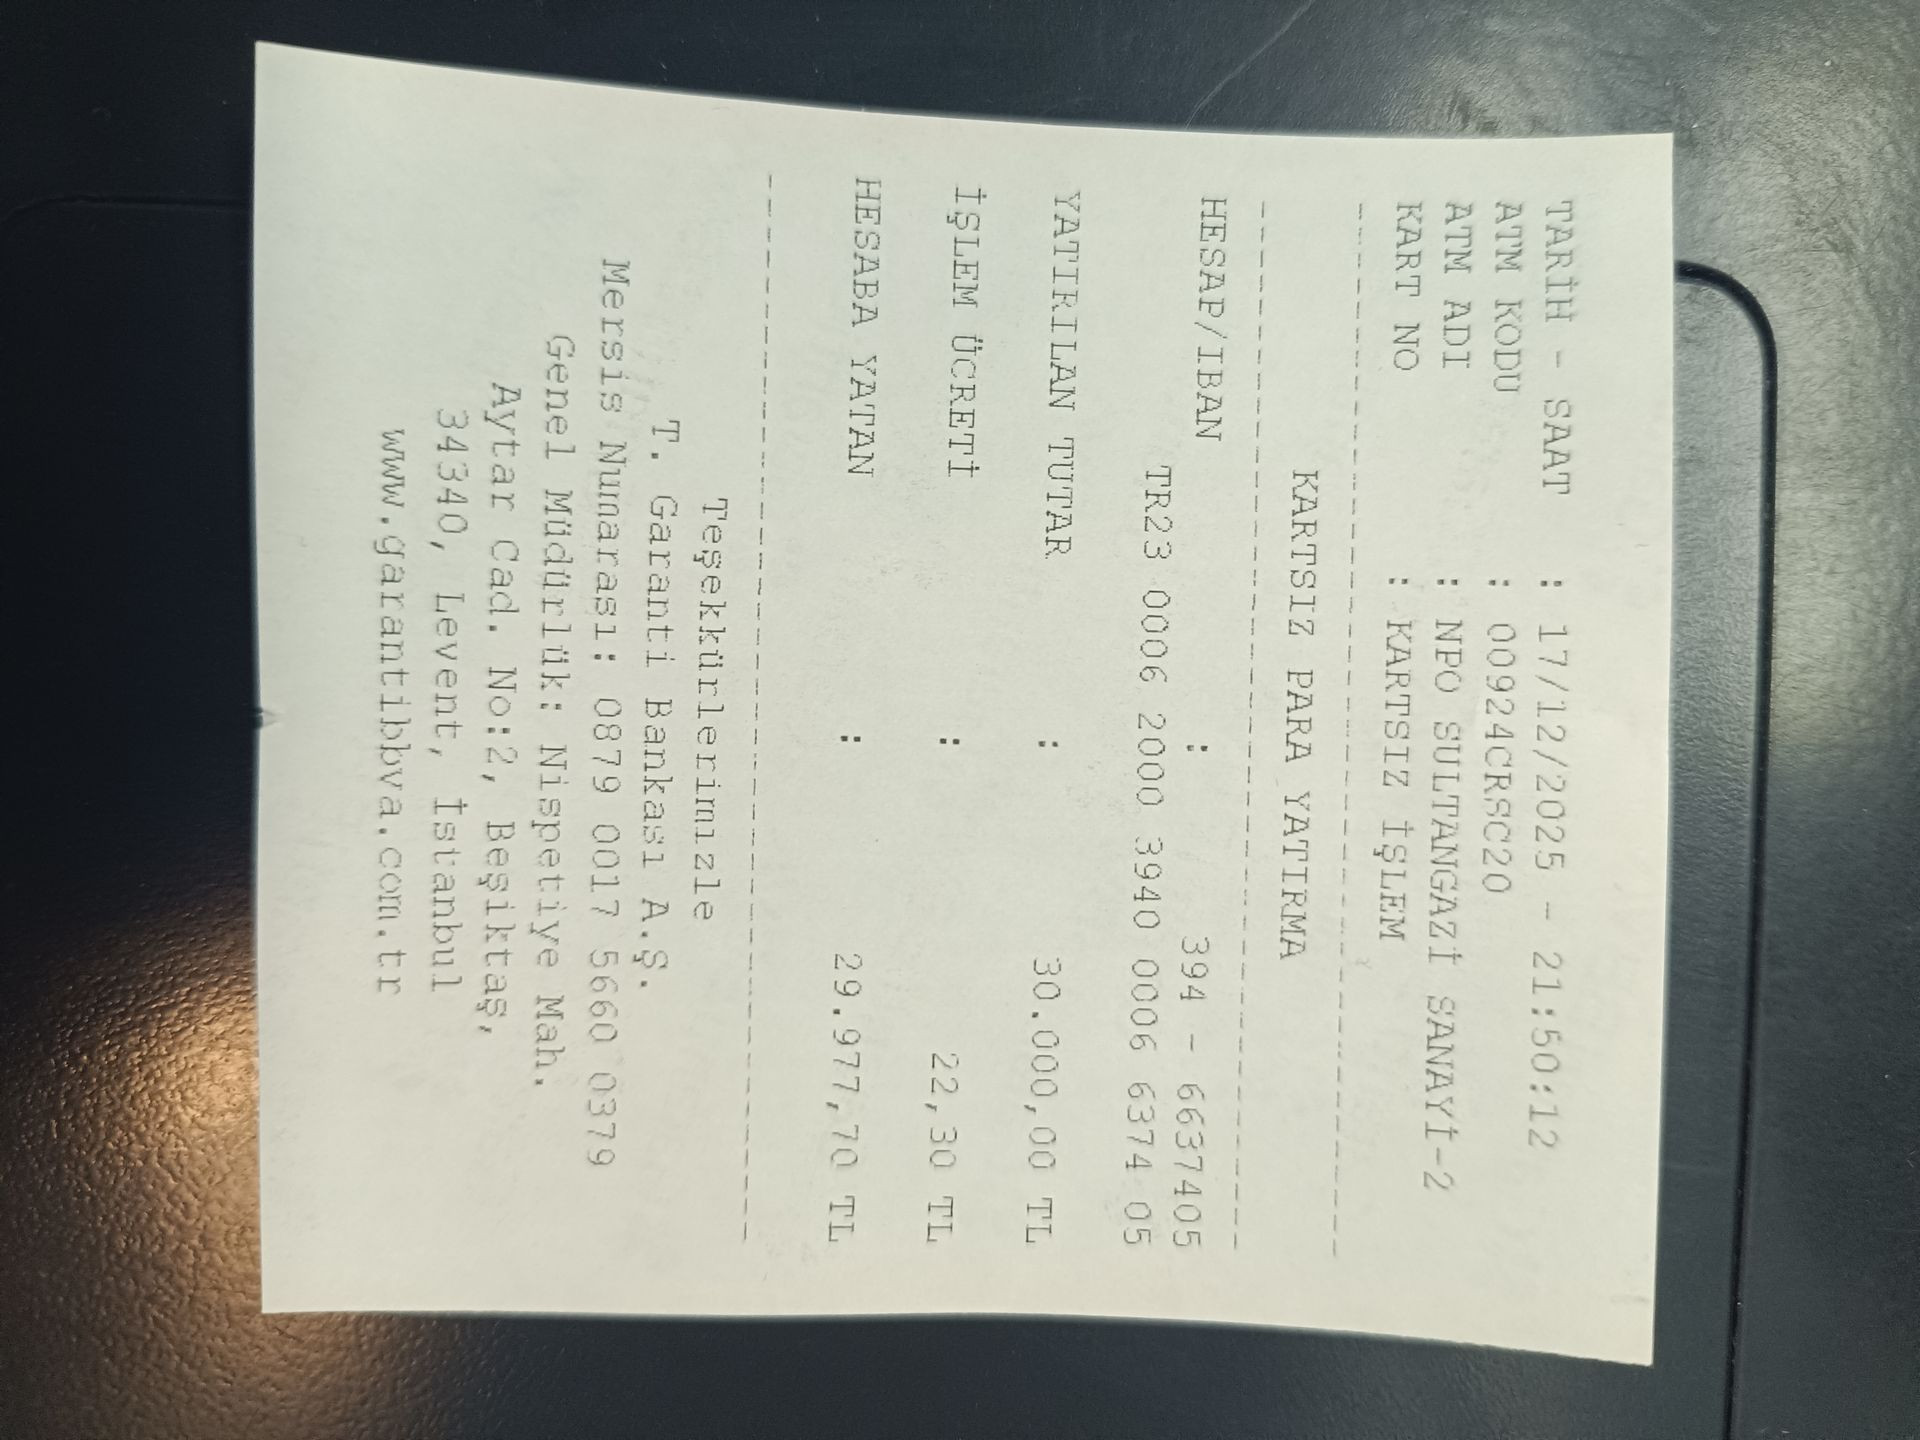 TARİH - SAAT : 17/12/2025 - 21:50:12
ATM KODU : 00924CRSC20
ATM ADI : NPO SULTANGAZİ SANAYİ-2
KART NO : KARTSIZ İŞLEM
KARTSIZ PARA YATIRMA
HESAP/IBAN : 394 - 6637405
TR23 0006 2000 3940 0006 6374 05
YATIRILAN TUTAR : 30.000,00 TL
İŞLEM ÜCRETİ : 22,30 TL
HESABA YATAN : 29.977,70 TL
Teşekkürlerimizle
T. Garanti Bankası A.Ş.
Mersis Numarası: 0879 0017 5660 0379
Genel Müdürlük: Nispetiye Mah.
Aytar Cad. No:2, Beşiktaş,
34340, Levent, İstanbul
www.garantibbva.com.tr